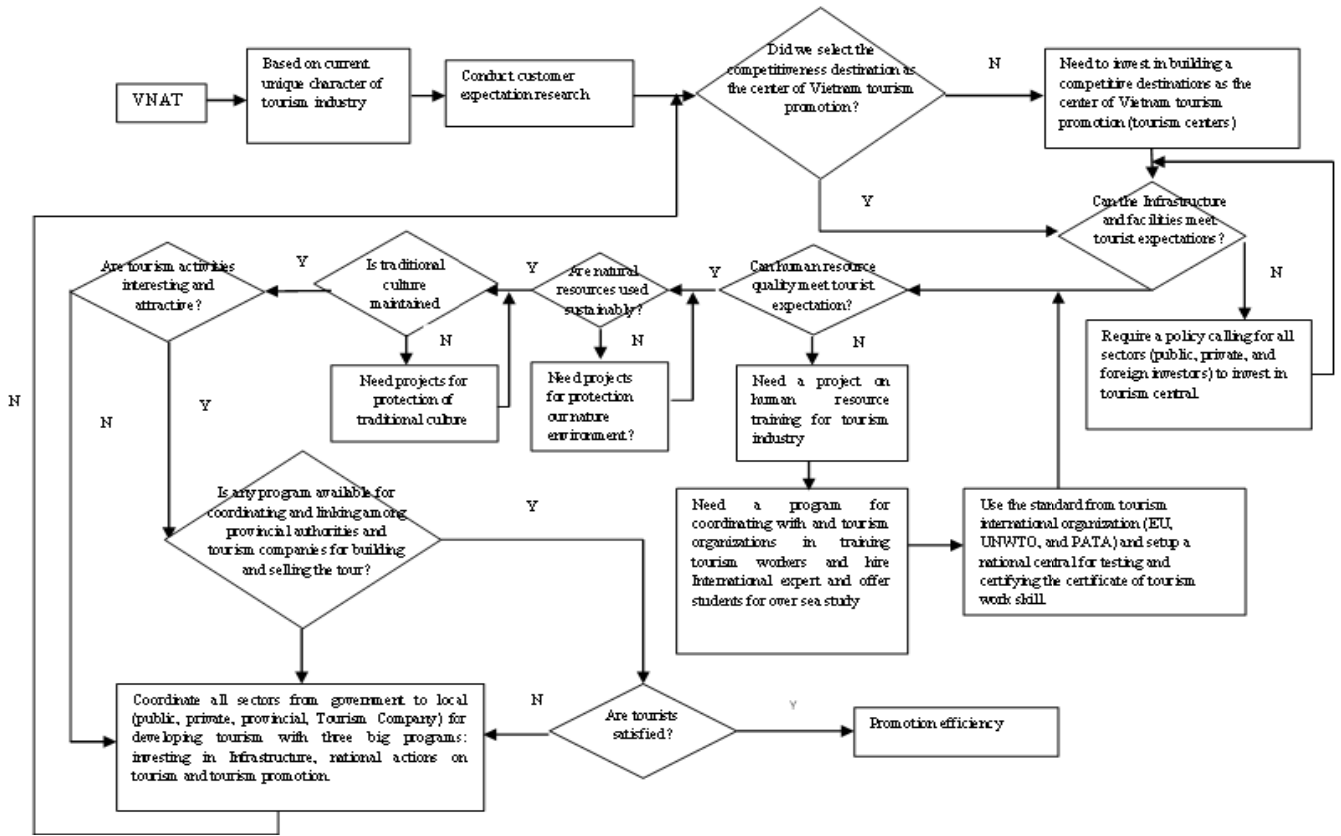 VNAT
Based on current
unique character of
tourism industry
Conduct customer
expectation research
Did we select the
competitiveness destination as
the center of Vietnam tourism
promotion?
N
Need to invest in building a
competitive destinations as the
center of Vietnam tourism
promotion (tourism centers)
Y
Can the Infrastructure
and facilities meet
tourist expectations?
N
Require a policy calling for all
sectors (public, private, and
foreign investors) to invest in
tourism central.
Can human resource
quality meet tourist
expectation?
Y
N
Need a project on
human resource
training for tourism
industry
Need a program for
coordinating with and tourism
organizations in training
tourism workers and hire
International expert and offer
students for over sea study
Use the standard from tourism
international organization (EU,
UNWTO, and PATA) and setup a
national central for testing and
certifying the certificate of tourism
work skill.
Are natural
resources used
sustainably?
Y
N
Need projects
for protection
our nature
environment?
Is traditional
culture
maintained
Y
N
Need projects for
protection of
traditional culture
Are tourism activities
interesting and
attractive?
Y
N
N
Is any program available for
coordinating and linking among
provincial authorities and
tourism companies for building
and selling the tour?
Y
Coordinate all sectors from government to local
(public, private, provincial, Tourism Company) for
developing tourism with three big programs:
investing in Infrastructure, national actions on
tourism and tourism promotion.
N
Are tourists
satisfied?
Y
Promotion efficiency